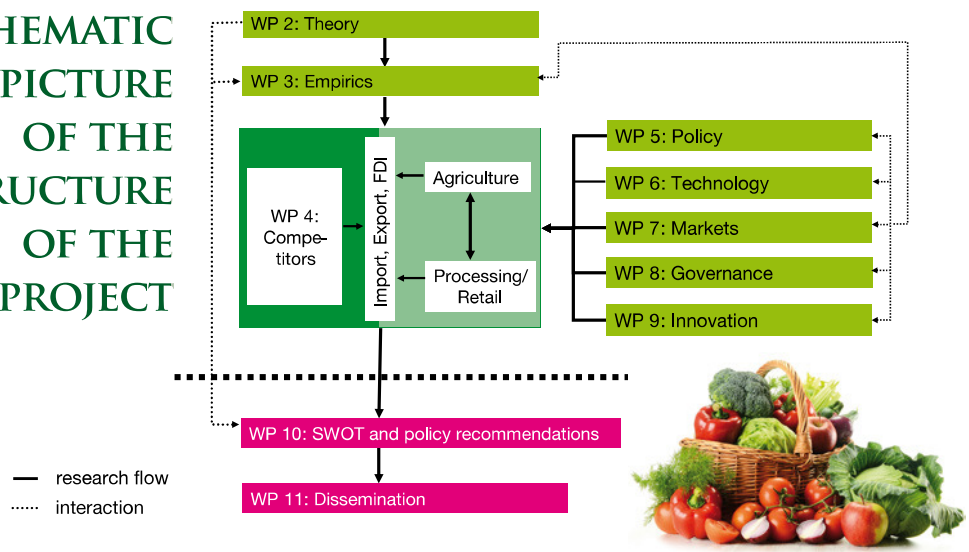 HEMATIC
PICTURE
OF THE
RUCTURE
OF THE
PROJECT
WP 2: Theory
WP 3: Empirics
WP 4:
Compe-
titors
Import, Export, FDI
Agriculture
Processing/
Retail
WP 5: Policy
WP 6: Technology
WP 7: Markets
WP 8: Governance
WP 9: Innovation
WP 10: SWOT and policy recommendations
WP 11: Dissemination
research flow
interaction